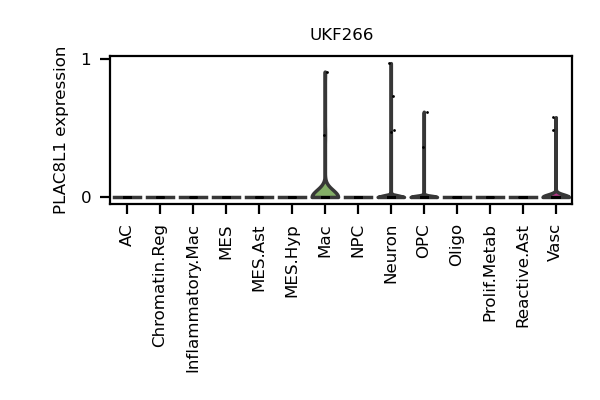 UKF266
PLAC8L1 expression
1
0
AC
Chromatin.Reg
Inflammatory.Mac
MES
MES.Ast
MES.Hyp
Mac
NPC
Neuron
OPC
Oligo
Prolif.Metab
Reactive.Ast
Vasc